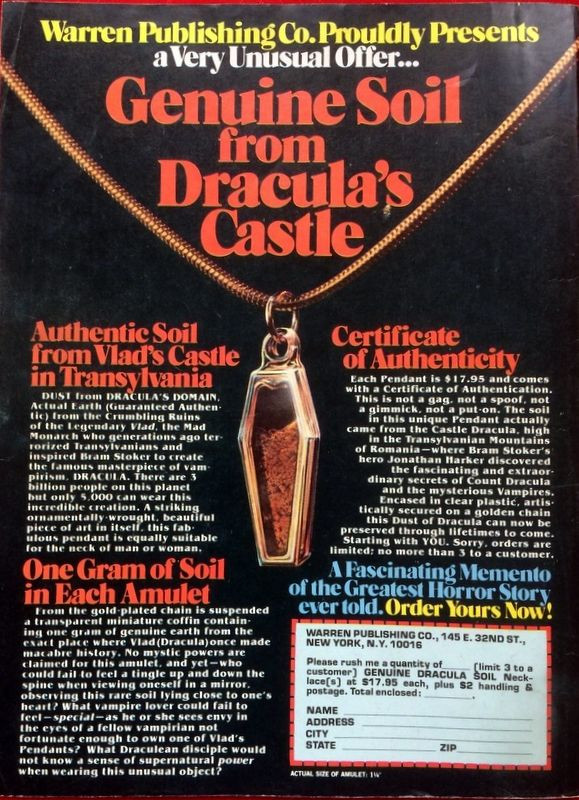 Warren Publishing Co. Prouldly Presents
a Very Unusual Offer...
Genuine Soil
from
Dracula's
Castle
Authentic Soil
from Vlad's Castle
in Transylvania
DUST from DRACULA'S DOMAIN.
Actual Earth (Guaranteed Authen-
tic) from the Crumbling Ruins
of the Legendary Vlad, the Mad
Monarch who generations ago ter-
rorized Transylvanians and
inspired Bram Stoker to create
the famous masterpiece of vam-
pirism, DRACULA. There are 3
billion people on this planet
but only 5,000 can wear this
incredible creation. A striking
ornamentally-wrought, beautiful
piece of art in itself, this fab-
ulous pendant is equally suitable
for the neck of man or woman.
One Gram of Soil
in Each Amulet
From the gold-plated chain is suspended
a transparent miniature coffin contain-
ing one gram of genuine earth from the
exact place where Vlad (Dracula) once made
macabre history. No mystic powers are
claimed for this amulet, and yet—who
could fail to feel a tingle up and down the
spine when viewing oneself in a mirror,
observing this rare soil lying close to one's
heart? What vampire lover could fail to
feel—special—as he or she sees envy in
the eyes of a fellow vampirian not
fortunate enough to own one of Vlad's
Pendants? What Draculean disciple would
not know a sense of supernatural power
when wearing this unusual object?
Certificate
of Authenticity
Each Pendant is $17.95 and comes
with a Certificate of Authentication.
This is not a gag, not a spoof, not
a gimmick, not a put-on. The soil
in this unique Pendant actually
came from the Castle Dracula, high
in the Transylvanian Mountains
of Romania—where Bram Stoker's
hero Jonathan Harker discovered
the fascinating and extraor-
dinary secrets of Count Dracula
and the mysterious Vampires.
Encased in clear plastic, artis-
tically secured on a golden chain
this Dust of Dracula can now be
preserved through lifetimes to come.
Starting with YOU. Sorry, orders are
limited; no more than 3 to a customer.
A Fascinating Memento
of the Greatest Horror Story
ever told. Order Yours Now!
WARREN PUBLISHING CO., 145 E. 32ND ST.,
NEW YORK, N.Y. 10016
Please rush me a quantity of____ (limit 3 to a
customer) GENUINE DRACULA SOIL Neck-
lace(s) at $17.95 each, plus $2 handling &
postage. Total enclosed: ________.
NAME
ADDRESS
CITY
STATE ZIP
ACTUAL SIZE OF AMULET: 1¼"